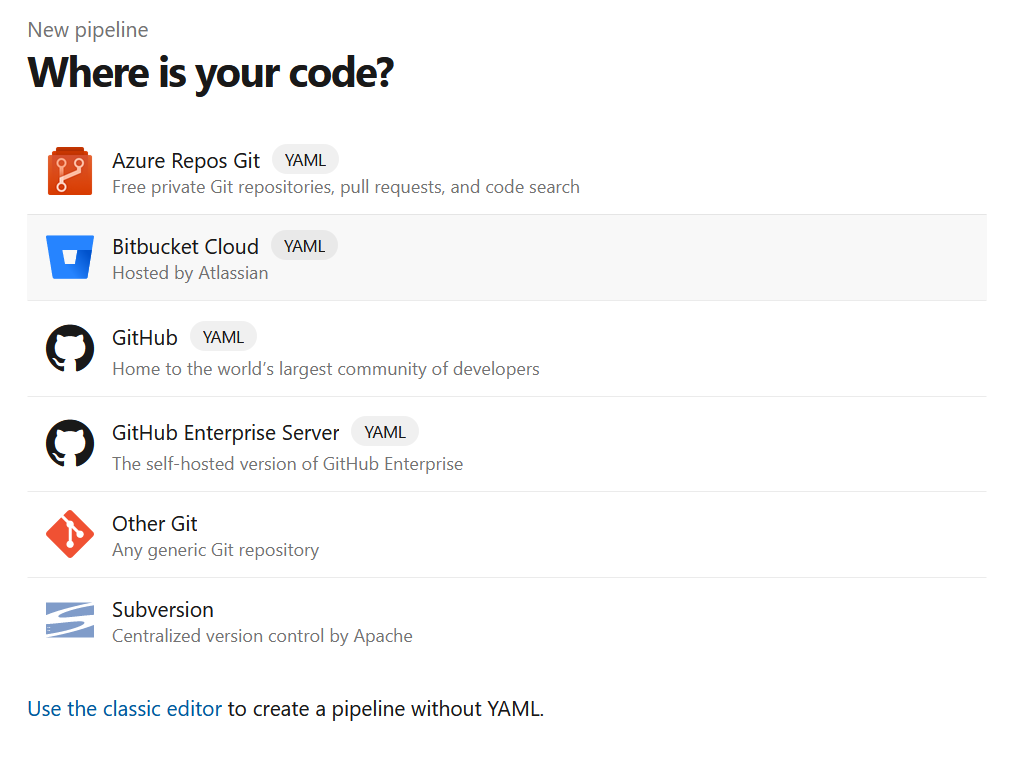 New pipeline
Where is your code?
Azure Repos Git YAML
Free private Git repositories, pull requests, and code search
Bitbucket Cloud YAML
Hosted by Atlassian
GitHub YAML
Home to the world’s largest community of developers
GitHub Enterprise Server YAML
The self-hosted version of GitHub Enterprise
Other Git
Any generic Git repository
Subversion
Centralized version control by Apache
Use the classic editor to create a pipeline without YAML.